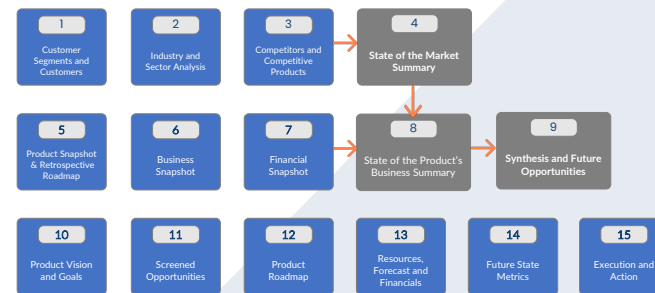 1
Customer
Segments and
Customers
2
Industry and
Sector Analysis
3
Competitors and
Competitive
Products
4
State of the Market
Summary
5
Product Snapshot
& Retrospective
Roadmap
6
Business
Snapshot
7
Financial
Snapshot
8
State of the Product's
Business Summary
9
Synthesis and Future
Opportunities
10
Product Vision
and Goals
11
Screened
Opportunities
12
Product
Roadmap
13
Resources,
Forecast and
Financials
14
Future State
Metrics
15
Execution and
Action